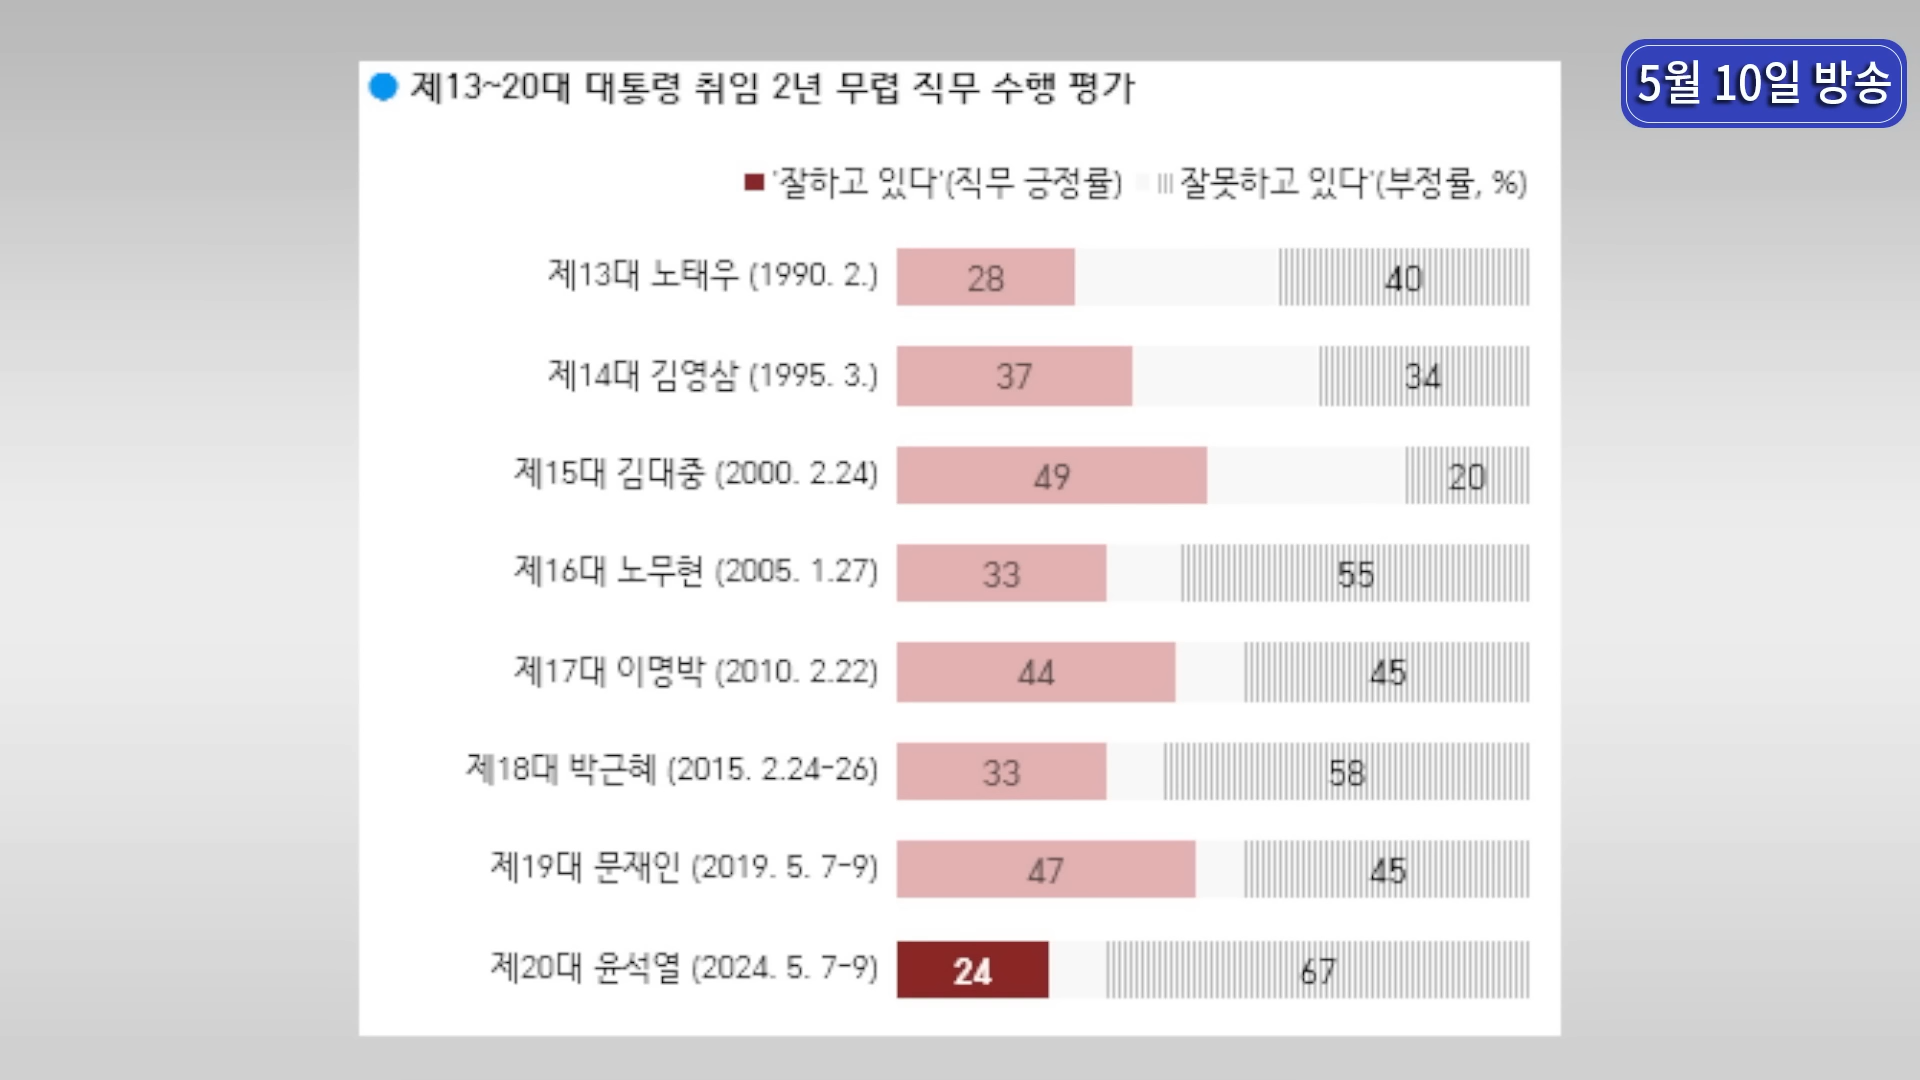 5월 10일 방송
제13~20대 대통령 취임 2년 무렵 직무 수행 평가
'잘하고 있다'(직무 긍정률) 잘못하고 있다'(부정률, %)
제13대 노태우 (1990. 2.) 28 40
제14대 김영삼 (1995. 3.) 37 34
제15대 김대중 (2000. 2.24) 49 20
제16대 노무현 (2005. 1.27) 33 55
제17대 이명박 (2010. 2.22) 44 45
제18대 박근혜 (2015. 2.24-26) 33 58
제19대 문재인 (2019. 5. 7-9) 47 45
제20대 윤석열 (2024. 5. 7-9) 24 67